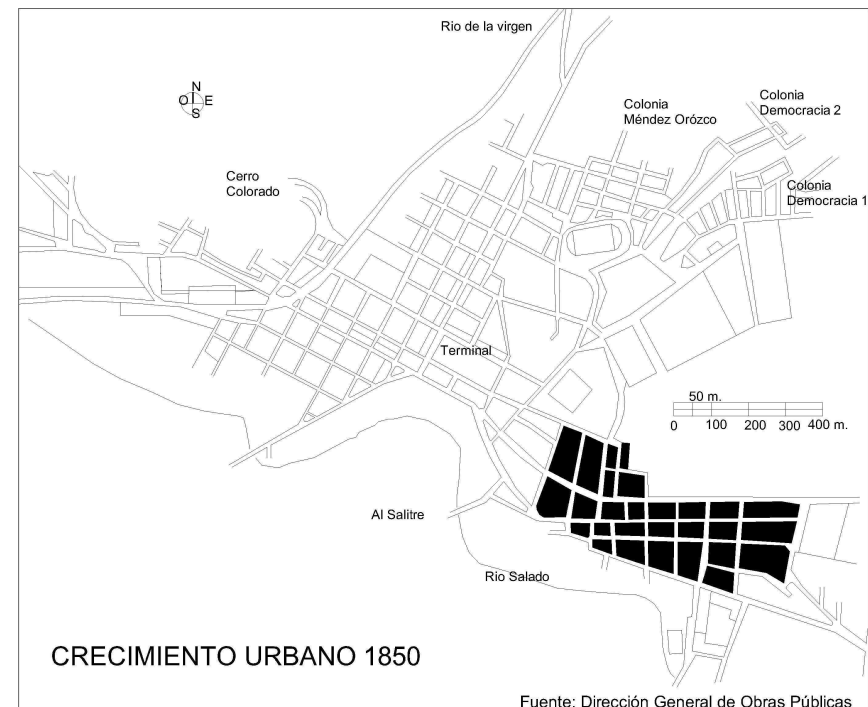 Rio de la virgen
N
O E
S
Colonia
Méndez Orózco
Colonia
Democracia 2
Cerro
Colorado
Colonia
Democracia 1
Terminal
50 m.
0 100 200 300 400 m.
Al Salitre
Rio Salado
CRECIMIENTO URBANO 1850
Fuente: Dirección General de Obras Públicas